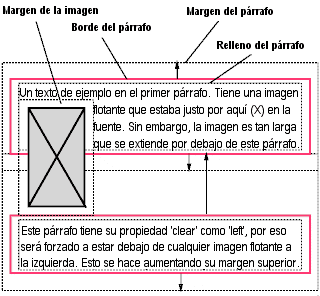 Margen de la imagen
Borde del párrafo
Margen del párrafo
Relleno del párrafo
Un texto de ejemplo en el primer párrafo. Tiene una imagen
flotante que estaba justo por aquí (X) en la
fuente. Sin embargo, la imagen es tan larga
que se extiende por debajo de este párrafo.
Este párrafo tiene su propiedad 'clear' como 'left', por eso
será forzado a estar debajo de cualquier imagen flotante a
la izquierda. Esto se hace aumentando su margen superior.